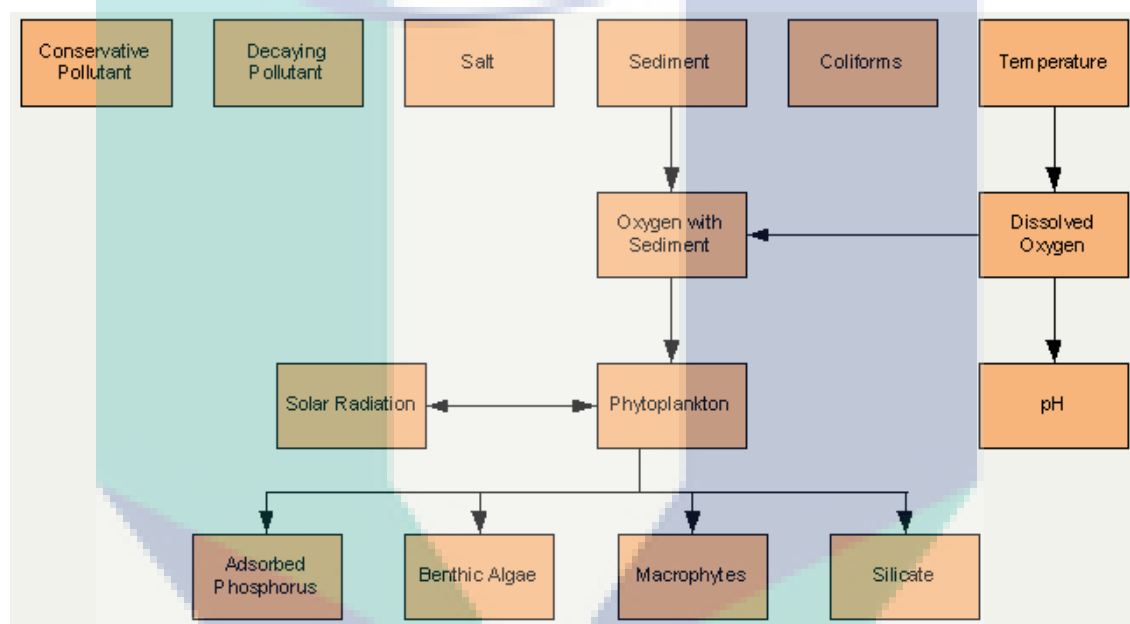 Conservative
Pollutant
Decaying
Pollutant
Salt
Sediment
Coliforms
Temperature
Oxygen with
Sediment
Dissolved
Oxygen
Solar Radiation
Phytoplankton
pH
Adsorbed
Phosphorus
Benthic Algae
Macrophytes
Silicate